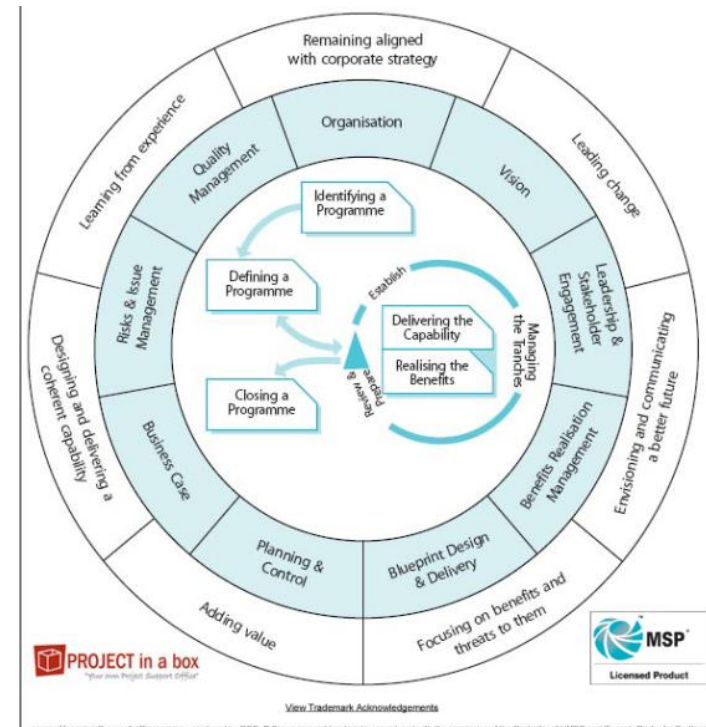 Remaining aligned
with corporate strategy
Leading change
Envisioning and communicating
a better future
Focusing on benefits and
threats to them
Adding value
Designing and delivering a
coherent capability
Learning from experience
Organisation
Vision
Leadership &
Stakeholder
Engagement
Benefits Realisation
Management
Blueprint Design
& Delivery
Planning &
Control
Business Case
Risks & Issue
Management
Quality
Management
Identifying a
Programme
Defining a
Programme
Closing a
Programme
Establish
Managing
the Tranches
Delivering the
Capability
Realising the
Benefits
Review &
Prepare
PROJECT in a box
"your own Project Support Office"
MSP®
Licensed Product
View Trademark Acknowledgements